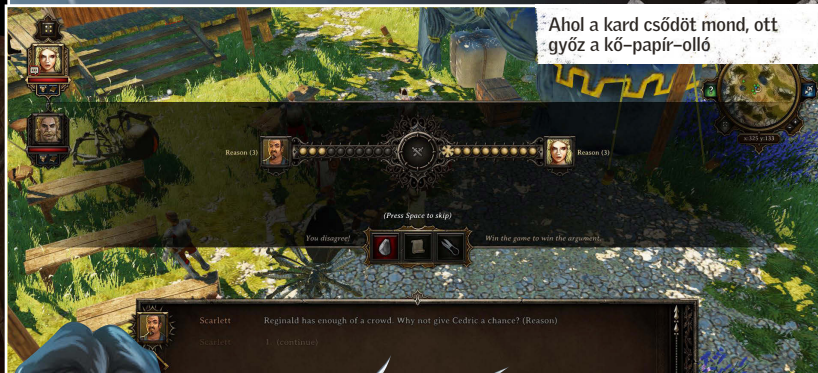 Ahol a kard csődöt mond, ott
győz a kő-papír-olló
x:325 y:133
Reason (3)
Reason (3)
(Press Space to skip)
You disagree!
Win the game to win the argument.
Scarlett Reginald has enough of a crowd. Why not give Cedric a chance? (Reason)
Scarlett 1. (continue)